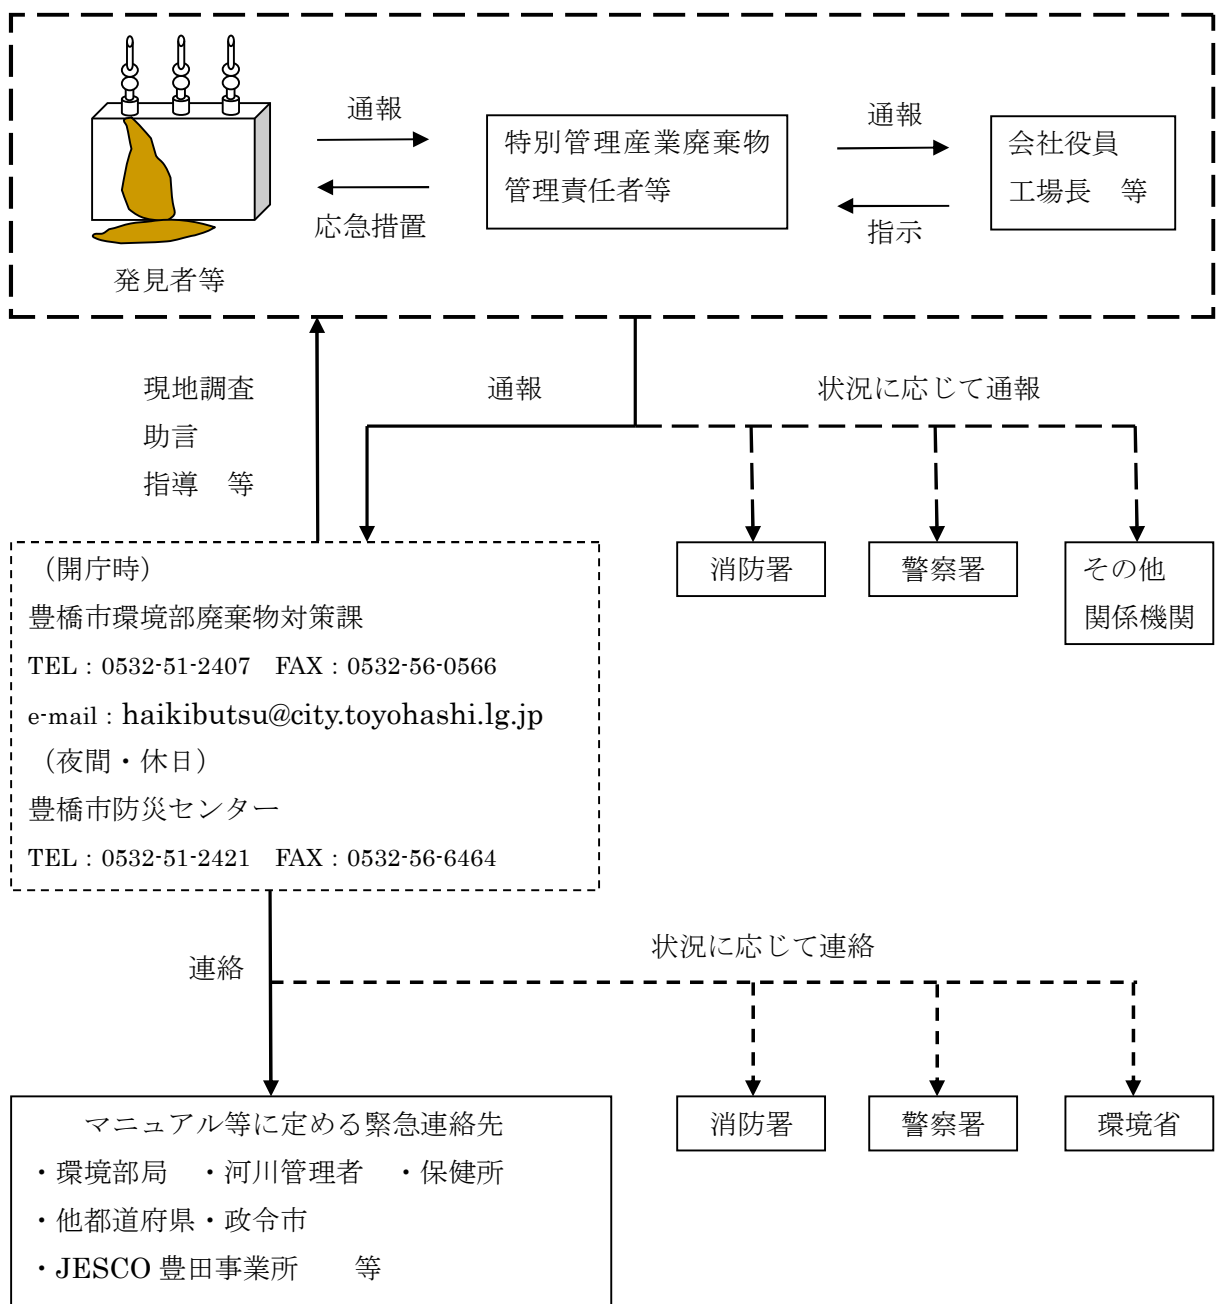 通報
特別管理産業廃棄物
管理責任者等
通報
会社役員
工場長　等
応急措置
指示
発見者等
現地調査
助言
指導　等
通報
状況に応じて通報
（開庁時）
豊橋市環境部廃棄物対策課
TEL：0532-51-2407　FAX：0532-56-0566
e-mail：haikibutsu@city.toyohashi.lg.jp
（夜間・休日）
豊橋市防災センター
TEL：0532-51-2421　FAX：0532-56-6464
消防署
警察署
その他
関係機関
連絡
状況に応じて連絡
マニュアル等に定める緊急連絡先
・環境部局　・河川管理者　・保健所
・他都道府県・政令市
・JESCO 豊田事業所　　等
消防署
警察署
環境省